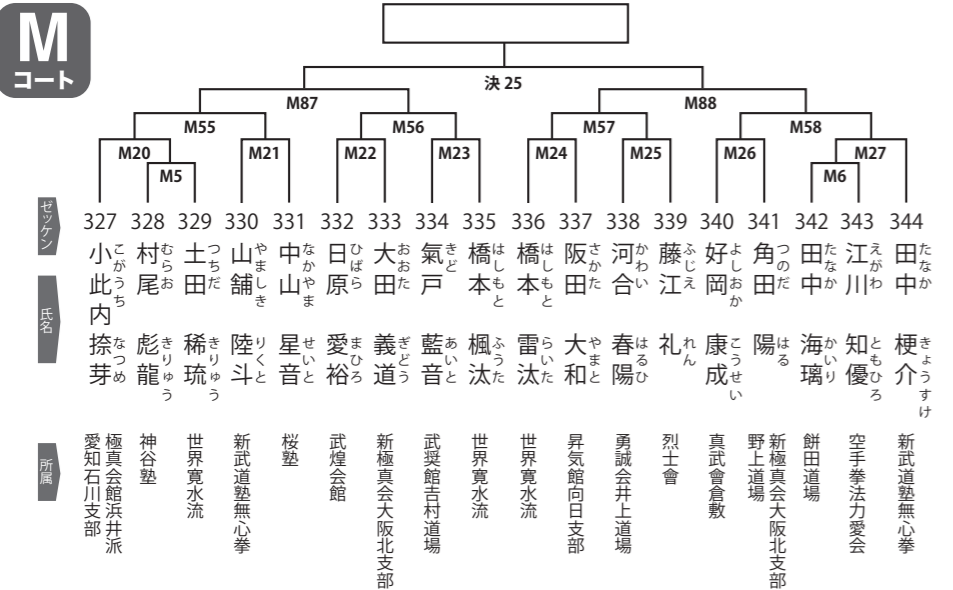 M
コート
決 25
M87
M88
M55
M56
M57
M58
M20
M21
M22
M23
M24
M25
M26
M27
M5
M6
ゼッケン
327 328 329 330 331 332 333 334 335 336 337 338 339 340 341 342 343 344
氏名
小此内 捺芽
こがうち なつめ
村尾 彪龍
むらお きりゅう
土田 稀琉
つちだ きりゅう
山舗 陸斗
やましき りくと
中山 星音
なかやま せいと
日原 愛裕
ひばら まひろ
大田 義道
おおた ぎどう
氣戸 藍音
きど あいと
橋本 楓汰
はしもと ふうた
橋本 雷汰
はしもと らいた
阪田 大和
さかた やまと
河合 春陽
かわい はるひ
藤江 礼
ふじえ れん
好岡 康成
よしおか こうせい
角田 陽
つのだ はる
田中 海璃
たなか かいり
江川 知優
えがわ ともひろ
田中 梗介
たなか きょうすけ
所属
極真会館浜井派
愛知石川支部
神谷塾
世界寛水流
新武道塾無心拳
桜塾
武煌会館
新極真会大阪北支部
武奨館吉村道場
世界寛水流
世界寛水流
昇気館向日支部
勇誠会井上道場
烈士會
真武會倉敷
新極真会大阪北支部
野上道場
餅田道場
空手拳法力愛会
新武道塾無心拳